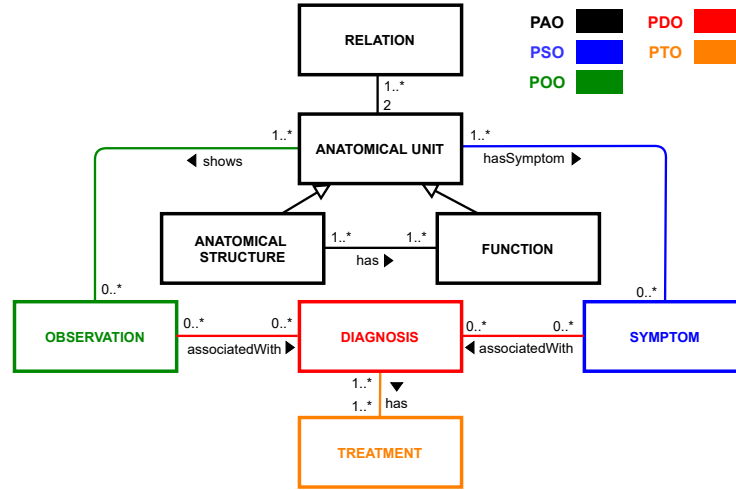 PAO
PDO
PSO
PTO
POO
RELATION
1..*
2
ANATOMICAL UNIT
1..*
◀ shows
1..*
hasSymptom ▶
ANATOMICAL
STRUCTURE
1..*
1..*
has ▶
FUNCTION
0..*
0..*
OBSERVATION
0..*
0..*
associatedWith ▶
DIAGNOSIS
0..*
0..*
◀ associatedWith
SYMPTOM
1..*
▼
has
1..*
TREATMENT